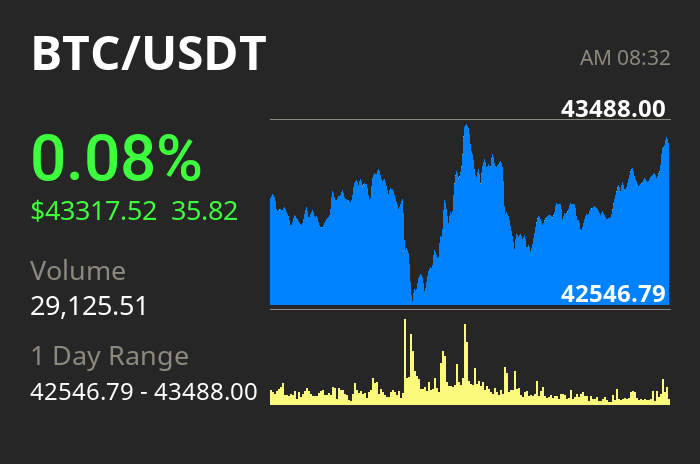 BTC/USDT
AM 08:32
43488.00
0.08%
$43317.52 35.82
Volume
29,125.51
42546.79
1 Day Range
42546.79 - 43488.00